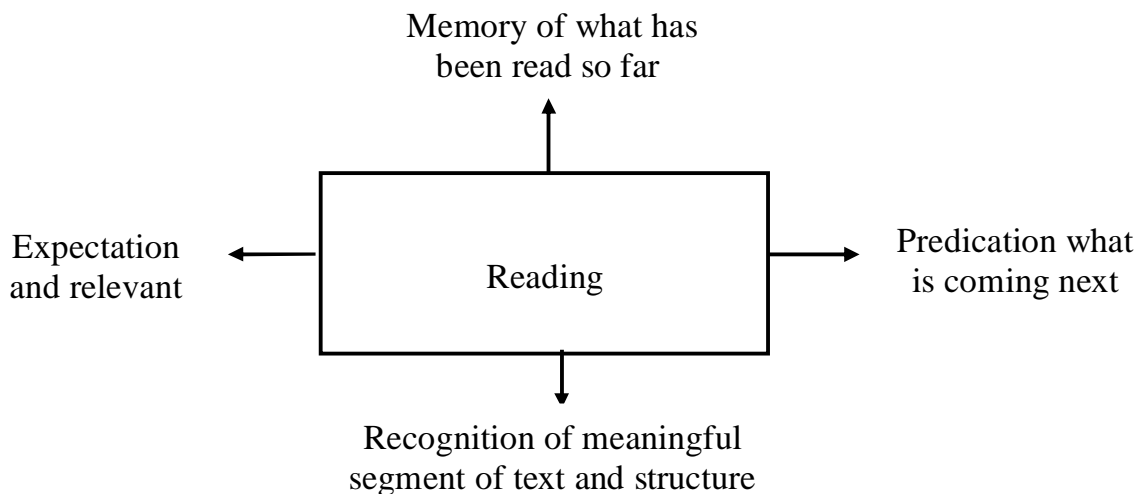 Memory of what has
been read so far
Expectation
and relevant
Reading
Predication what
is coming next
Recognition of meaningful
segment of text and structure